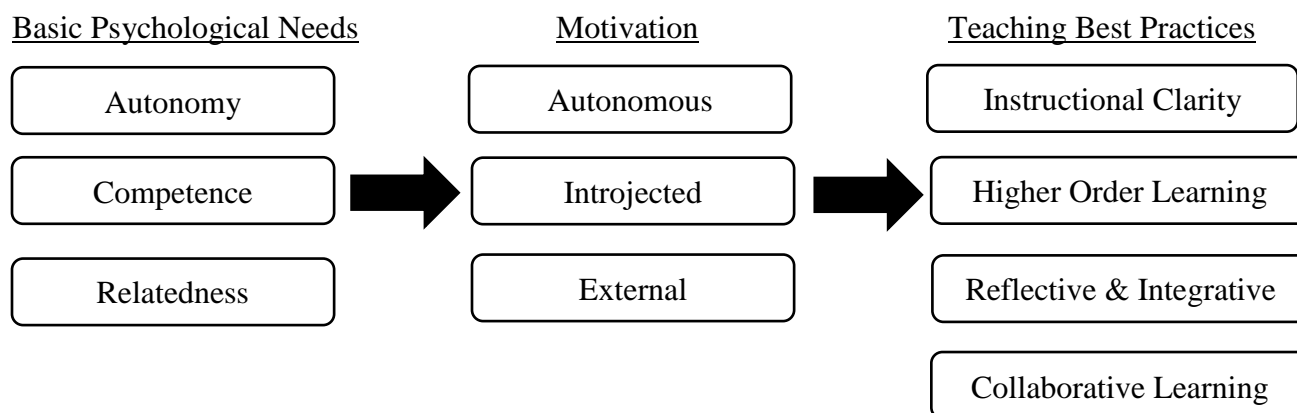 Basic Psychological Needs
Motivation
Teaching Best Practices
Autonomy
Autonomous
Instructional Clarity
Competence
Introjected
Higher Order Learning
Relatedness
External
Reflective & Integrative
Collaborative Learning